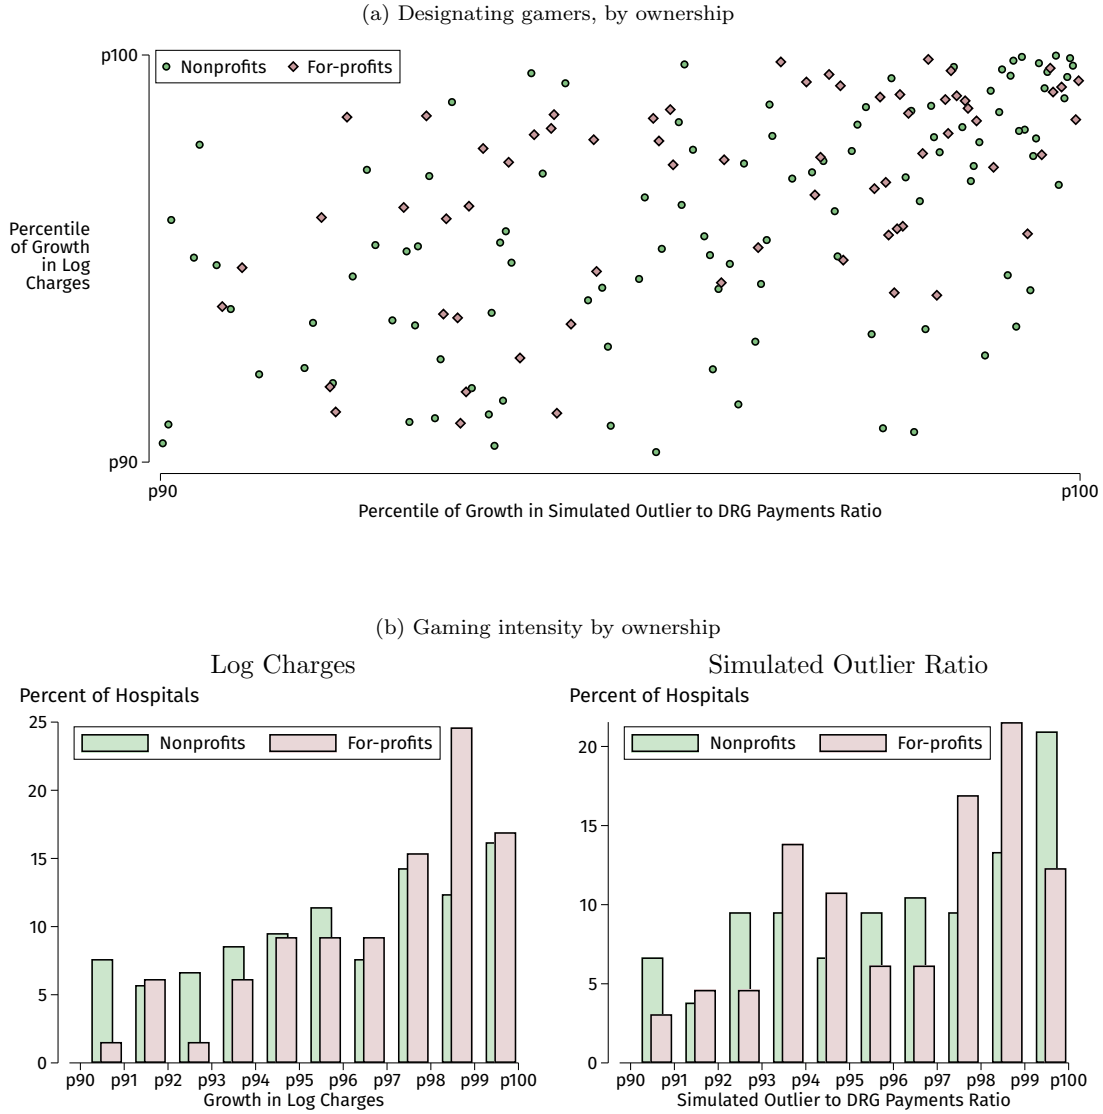 (a) Designating gamers, by ownership
p100
Nonprofits For-profits
Percentile
of Growth
in Log
Charges
p90
p90 p100
Percentile of Growth in Simulated Outlier to DRG Payments Ratio
(b) Gaming intensity by ownership
Log Charges
Percent of Hospitals
25
Nonprofits For-profits
20
15
10
5
0
p90 p91 p92 p93 p94 p95 p96 p97 p98 p99 p100
Growth in Log Charges
Simulated Outlier Ratio
Percent of Hospitals
Nonprofits For-profits
20
15
10
5
0
p90 p91 p92 p93 p94 p95 p96 p97 p98 p99 p100
Simulated Outlier to DRG Payments Ratio